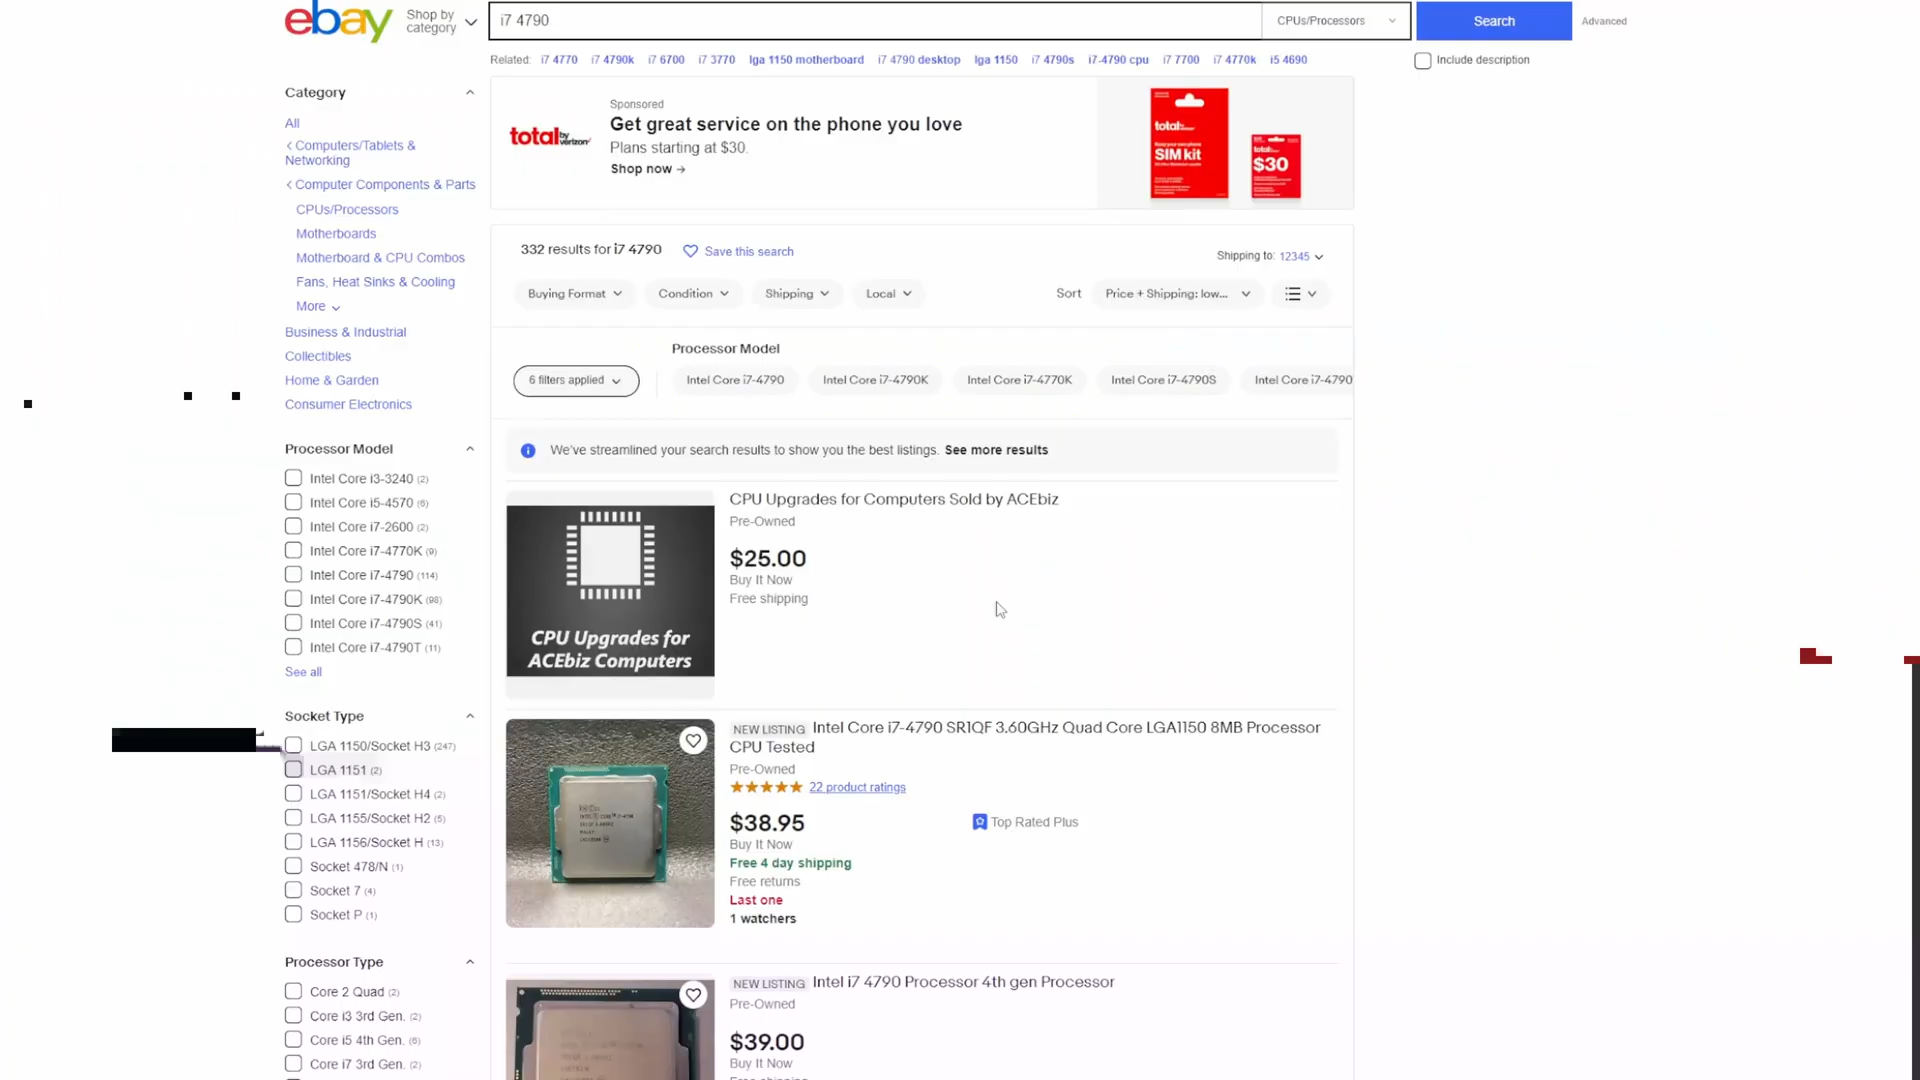 ebay
Shop by category
i7 4790
CPUs/Processors
Search
Advanced
Related: i7 4770 i7 4790k i7 6700 i7 3770 lga 1150 motherboard i7 4790 desktop lga 1150 i7 4790s i7-4790 cpu i7 7700 i7 4770k i5 4690
Include description
Category
All
Computers/Tablets &
Networking
Computer Components & Parts
CPUs/Processors
Motherboards
Motherboard & CPU Combos
Fans, Heat Sinks & Cooling
More
Business & Industrial
Collectibles
Home & Garden
Consumer Electronics
Processor Model
Intel Core i3-3240 (2)
Intel Core i5-4570 (6)
Intel Core i7-2600 (2)
Intel Core i7-4770K (9)
Intel Core i7-4790 (114)
Intel Core i7-4790K (98)
Intel Core i7-4790S (41)
Intel Core i7-4790T (11)
See all
Socket Type
LGA 1150/Socket H3 (247)
LGA 1151 (2)
LGA 1151/Socket H4 (2)
LGA 1155/Socket H2 (5)
LGA 1156/Socket H (13)
Socket 478/N (1)
Socket 7 (4)
Socket P (1)
Processor Type
Core 2 Quad (2)
Core i3 3rd Gen. (2)
Core i5 4th Gen. (6)
Core i7 3rd Gen. (2)
total by verizon
Sponsored
Get great service on the phone you love
Plans starting at $30.
Shop now →
total by verizon
SIM kit
total
$30
332 results for i7 4790
Save this search
Shipping to: 12345
Buying Format
Condition
Shipping
Local
Sort
Price + Shipping: low...
Processor Model
6 filters applied
Intel Core i7-4790
Intel Core i7-4790K
Intel Core i7-4770K
Intel Core i7-4790S
Intel Core i7-4790
We've streamlined your search results to show you the best listings. See more results
CPU Upgrades for
ACEbiz Computers
CPU Upgrades for Computers Sold by ACEbiz
Pre-Owned
$25.00
Buy It Now
Free shipping
NEW LISTING Intel Core i7-4790 SR1QF 3.60GHz Quad Core LGA1150 8MB Processor
CPU Tested
Pre-Owned
22 product ratings
$38.95
Top Rated Plus
Buy It Now
Free 4 day shipping
Free returns
Last one
1 watchers
NEW LISTING Intel i7 4790 Processor 4th gen Processor
Pre-Owned
$39.00
Buy It Now